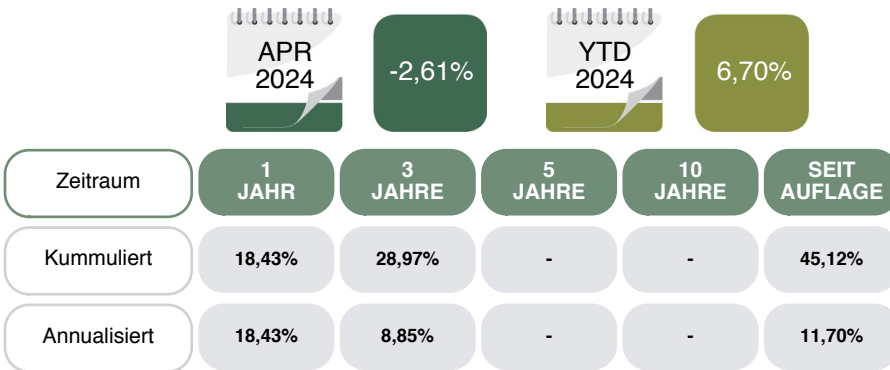 APR
2024
-2,61%
YTD
2024
6,70%
Zeitraum
1
JAHR
3
JAHRE
5
JAHRE
10
JAHRE
SEIT
AUFLAGE
Kummuliert
18,43%
28,97%
-
-
45,12%
Annualisiert
18,43%
8,85%
-
-
11,70%